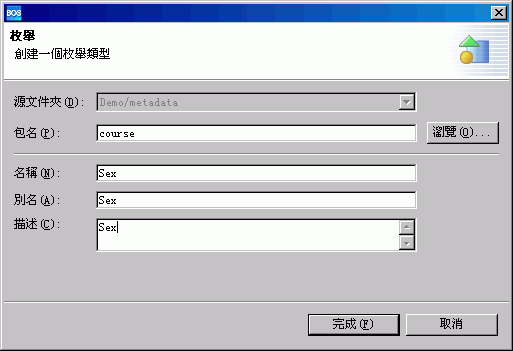 BOS
枚舉
創建一個枚舉類型
源文件夾(D): Demo/metadata
包名(P): course 瀏覽(O)...
名稱(N): Sex
別名(A): Sex
描述(C): Sex
完成(F) 取消